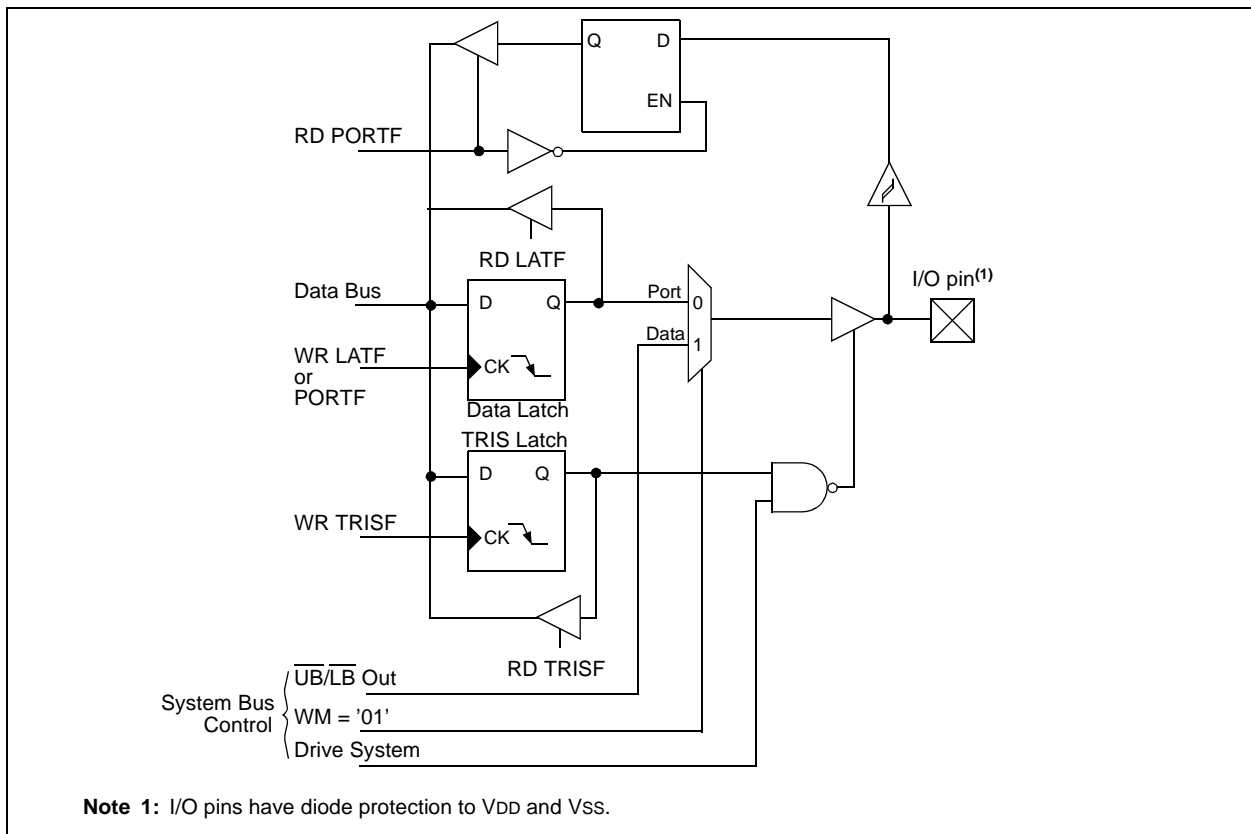 Q D
EN
RD PORTF
RD LATF
I/O pin(1)
Data Bus
D Q
Port 0
Data 1
WR LATF
or
PORTF
CK
Data Latch
TRIS Latch
D Q
WR TRISF
CK
RD TRISF
System Bus
Control
U̅B̅/L̅B̅ Out
WM = '01'
Drive System
Note 1: I/O pins have diode protection to VDD and VSS.